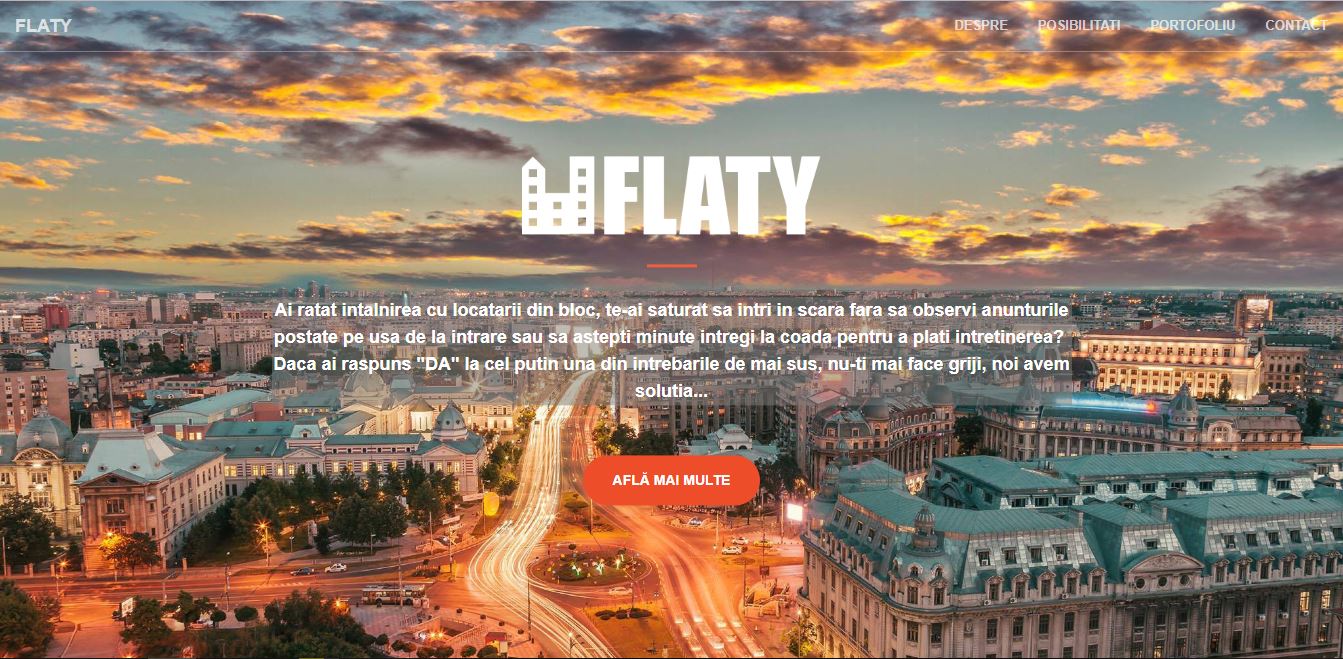 FLATY
DESPRE POSIBILITATI PORTOFOLIU CONTACT
FLATY
Ai ratat intalnirea cu locatarii din bloc, te-ai saturat sa intri in scara fara sa observi anunturile
postate pe usa de la intrare sau sa astepti minute intregi la coada pentru a plati intretinerea?
Daca ai raspuns "DA" la cel putin una din intrebarile de mai sus, nu-ti mai face griji, noi avem
solutia...
AFLĂ MAI MULTE